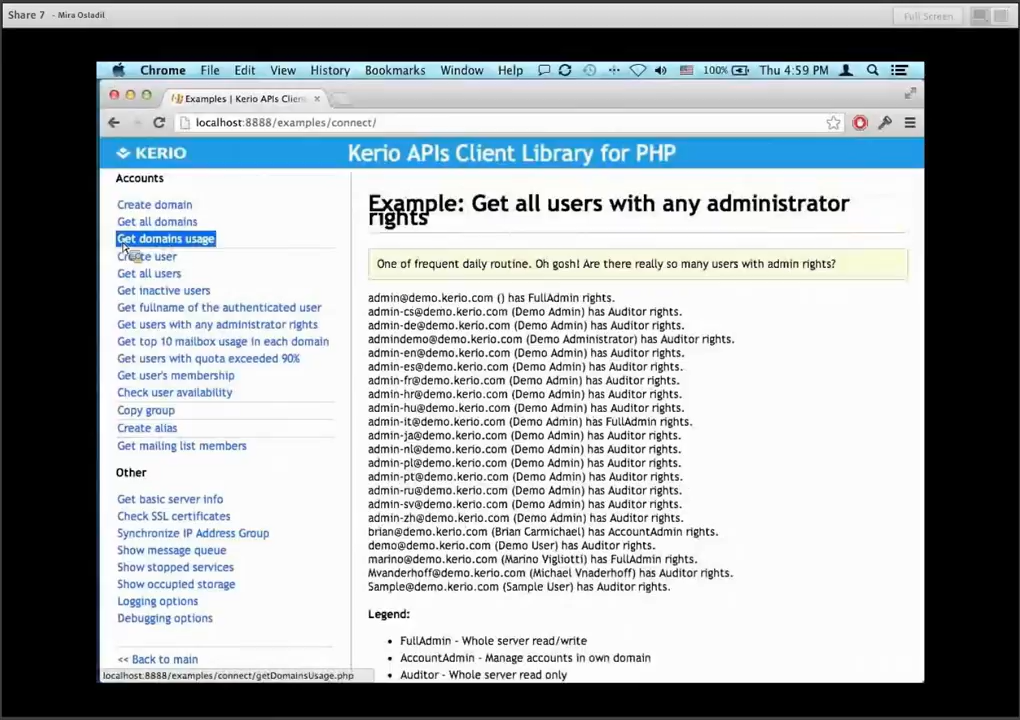 Share 7 - Mira Ostadil
Full Screen
Chrome File Edit View History Bookmarks Window Help 100% Thu 4:59 PM
Examples | Kerio APIs Clien
localhost:8888/examples/connect/
KERIO
Kerio APIs Client Library for PHP
Accounts
Create domain
Get all domains
Get domains usage
Create user
Get all users
Get inactive users
Get fullname of the authenticated user
Get users with any administrator rights
Get top 10 mailbox usage in each domain
Get users with quota exceeded 90%
Get user's membership
Check user availability
Copy group
Create alias
Get mailing list members
Other
Get basic server info
Check SSL certificates
Synchronize IP Address Group
Show message queue
Show stopped services
Show occupied storage
Logging options
Debugging options
<< Back to main
localhost:8888/examples/connect/getDomainsUsage.php
Example: Get all users with any administrator
rights
One of frequent daily routine. Oh gosh! Are there really so many users with admin rights?
admin@demo.kerio.com () has FullAdmin rights.
admin-cs@demo.kerio.com (Demo Admin) has Auditor rights.
admin-de@demo.kerio.com (Demo Admin) has Auditor rights.
admindemo@demo.kerio.com (Demo Administrator) has Auditor rights.
admin-en@demo.kerio.com (Demo Admin) has Auditor rights.
admin-es@demo.kerio.com (Demo Admin) has Auditor rights.
admin-fr@demo.kerio.com (Demo Admin) has Auditor rights.
admin-hr@demo.kerio.com (Demo Admin) has Auditor rights.
admin-hu@demo.kerio.com (Demo Admin) has Auditor rights.
admin-it@demo.kerio.com (Demo Admin) has FullAdmin rights.
admin-ja@demo.kerio.com (Demo Admin) has Auditor rights.
admin-nl@demo.kerio.com (Demo Admin) has Auditor rights.
admin-pl@demo.kerio.com (Demo Admin) has Auditor rights.
admin-pt@demo.kerio.com (Demo Admin) has Auditor rights.
admin-ru@demo.kerio.com (Demo Admin) has Auditor rights.
admin-sv@demo.kerio.com (Demo Admin) has Auditor rights.
admin-zh@demo.kerio.com (Demo Admin) has Auditor rights.
brian@demo.kerio.com (Brian Carmichael) has AccountAdmin rights.
demo@demo.kerio.com (Demo User) has Auditor rights.
marino@demo.kerio.com (Marino Vigliotti) has FullAdmin rights.
Mvanderhoff@demo.kerio.com (Michael Vnaderhoff) has Auditor rights.
Sample@demo.kerio.com (Sample User) has Auditor rights.
Legend:
• FullAdmin - Whole server read/write
• AccountAdmin - Manage accounts in own domain
• Auditor - Whole server read only